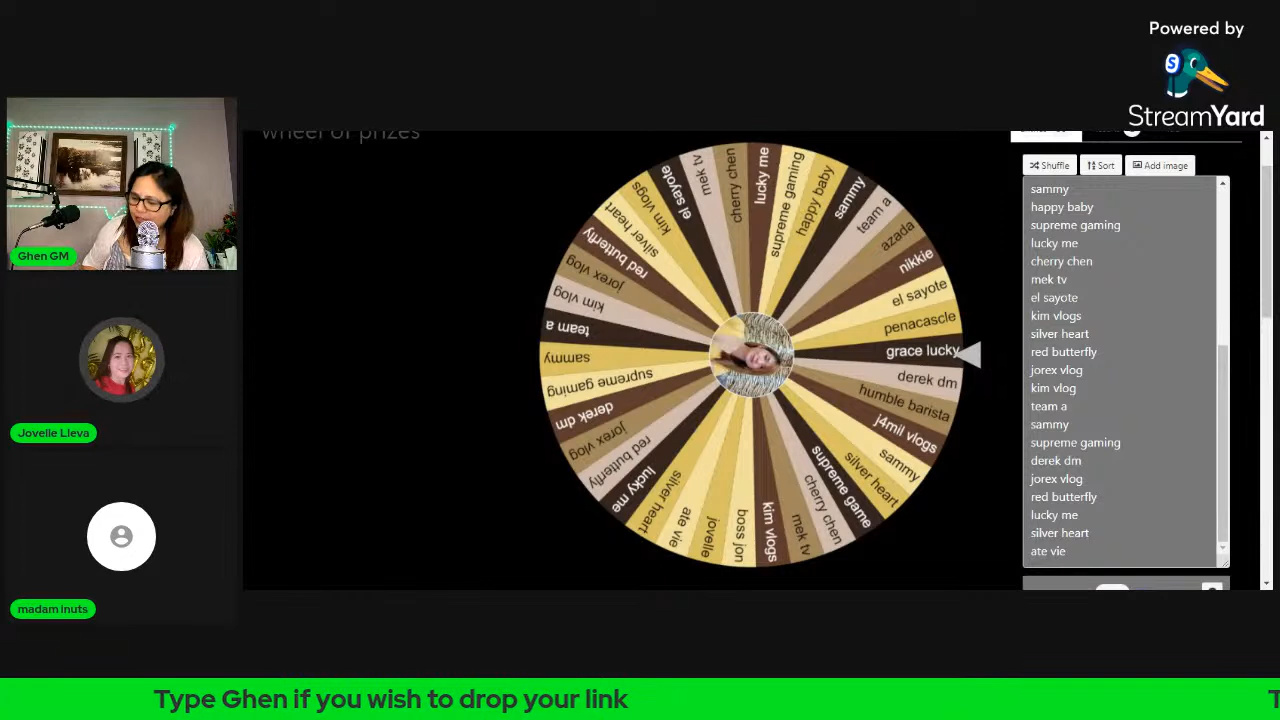 Powered by
S
StreamYard
wheel of prizes
Shuffle
Sort
Add image
sammy
happy baby
supreme gaming
lucky me
cherry chen
mek tv
el sayote
kim vlogs
silver heart
red butterfly
jorex vlog
kim vlog
team a
sammy
supreme gaming
derek dm
jorex vlog
red butterfly
lucky me
silver heart
ate vie
lucky me
supreme gaming
happy baby
sammy
team a
azada
nikkie
el sayote
penacascle
grace lucky
derek dm
humble barista
j4mil vlogs
sammy
silver heart
supreme game
cherry chen
mek tv
kim vlogs
boss jon
jovelle
ate vie
silver heart
lucky me
red butterfly
jorex vlog
derek dm
supreme gaming
sammy
team a
kim vlog
jorex vlog
red butterfly
silver heart
kim vlogs
el sayote
mek tv
cherry chen
Ghen GM
Jovelle Lleva
madam inuts
Type Ghen if you wish to drop your link
T